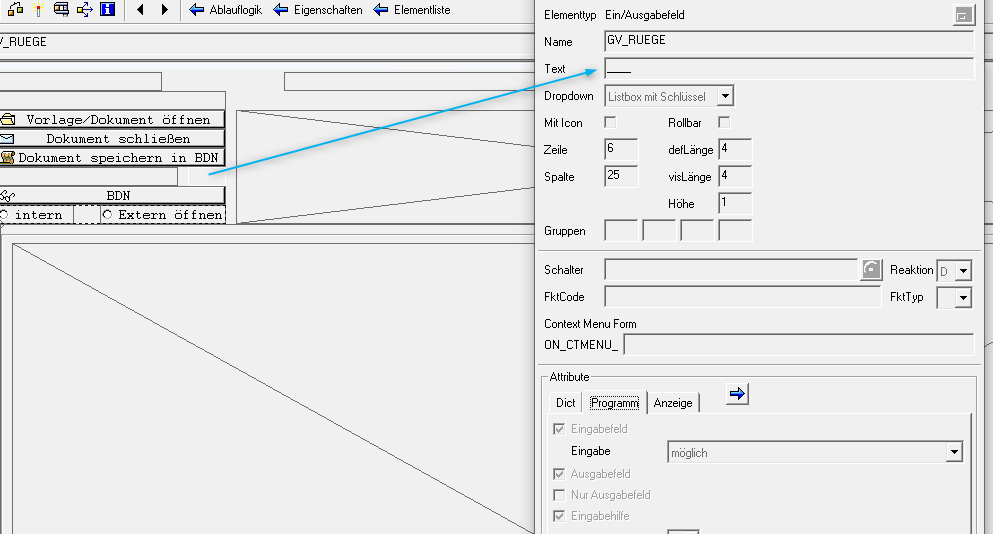 Ablauflogik Eigenschaften Elementliste
V_RUEGE
Vorlage/Dokument öffnen
Dokument schließen
Dokument speichern in BDN
BDN
intern Extern öffnen
Elementtyp Ein/Ausgabefeld
Name GV_RUEGE
Text ____
Dropdown Listbox mit Schlüssel
Mit Icon Rollbar
Zeile 6 defLänge 4
Spalte 25 visLänge 4
Höhe 1
Gruppen
Schalter Reaktion D
FktCode FktTyp
Context Menu Form
ON_CTMENU_
Attribute
Dict Programm Anzeige
Eingabefeld
Eingabe möglich
Ausgabefeld
Nur Ausgabefeld
Eingabehilfe